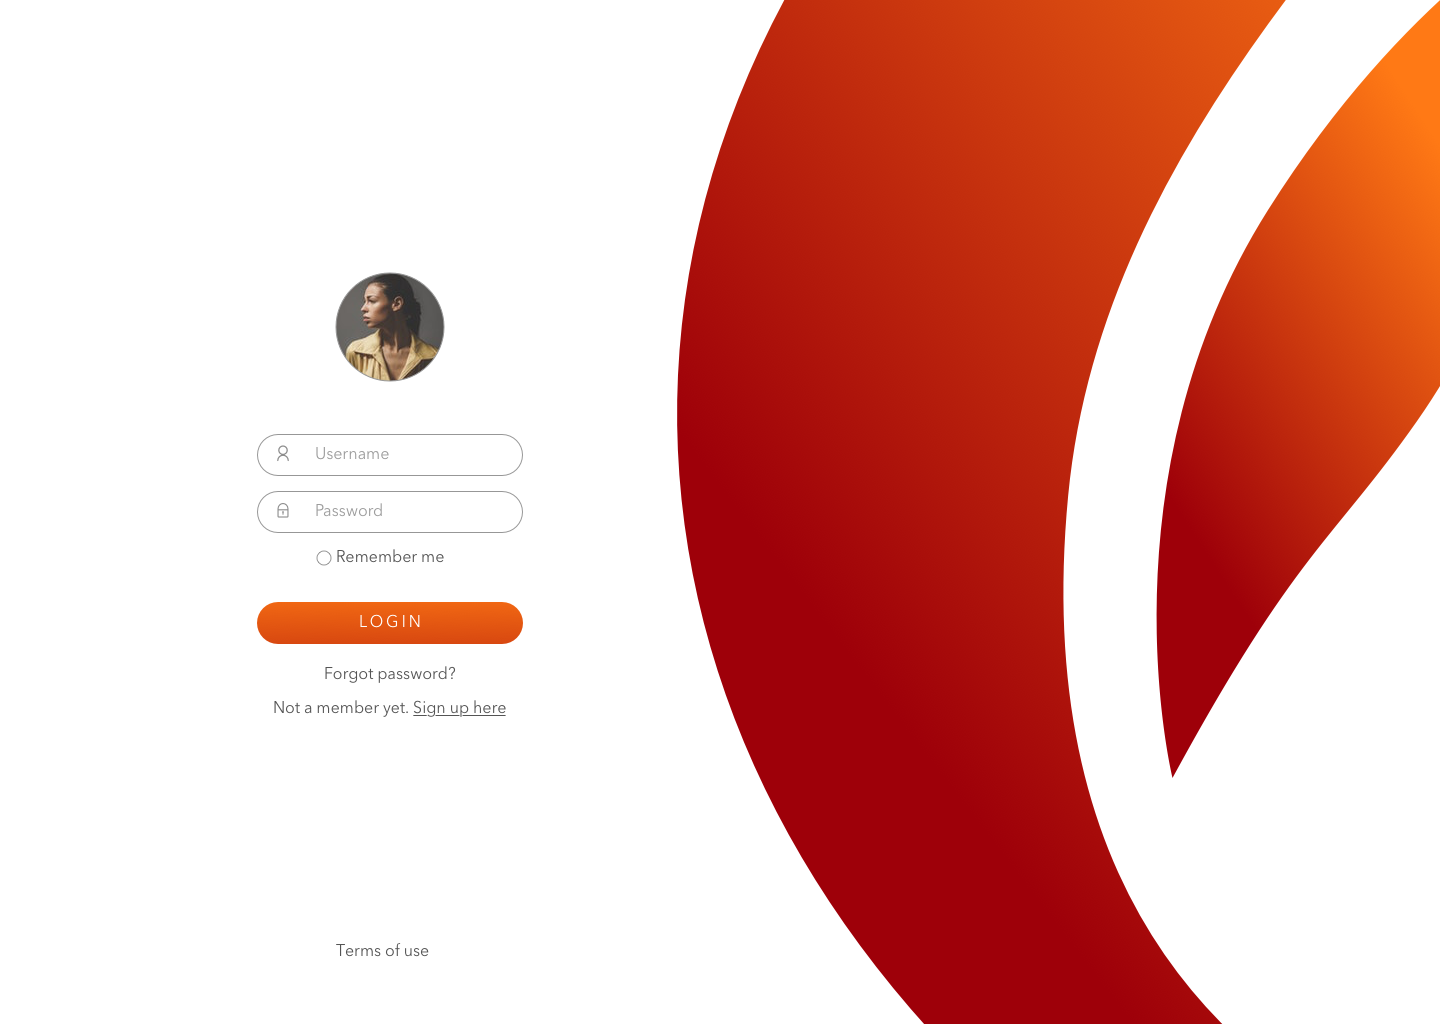 Username
Password
Remember me
LOGIN
Forgot password?
Not a member yet. Sign up here
Terms of use